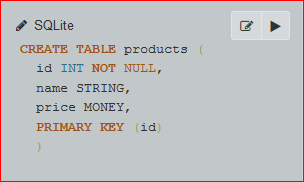 SQLite
CREATE TABLE products (
id INT NOT NULL,
name STRING,
price MONEY,
PRIMARY KEY (id)
)